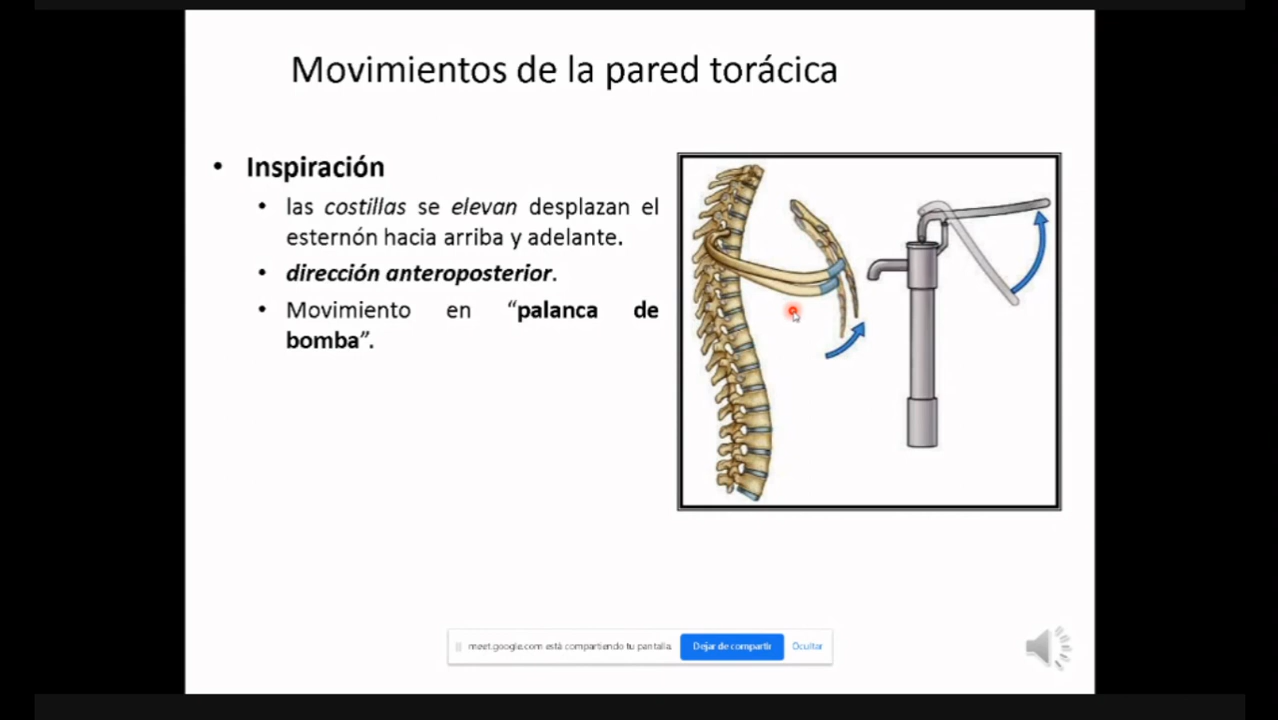 Movimientos de la pared torácica
• Inspiración
• las costillas se elevan desplazan el
esternón hacia arriba y adelante.
• dirección anteroposterior.
• Movimiento en “palanca de
bomba”.
meet.google.com está compartiendo tu pantalla. Dejar de compartir Ocultar